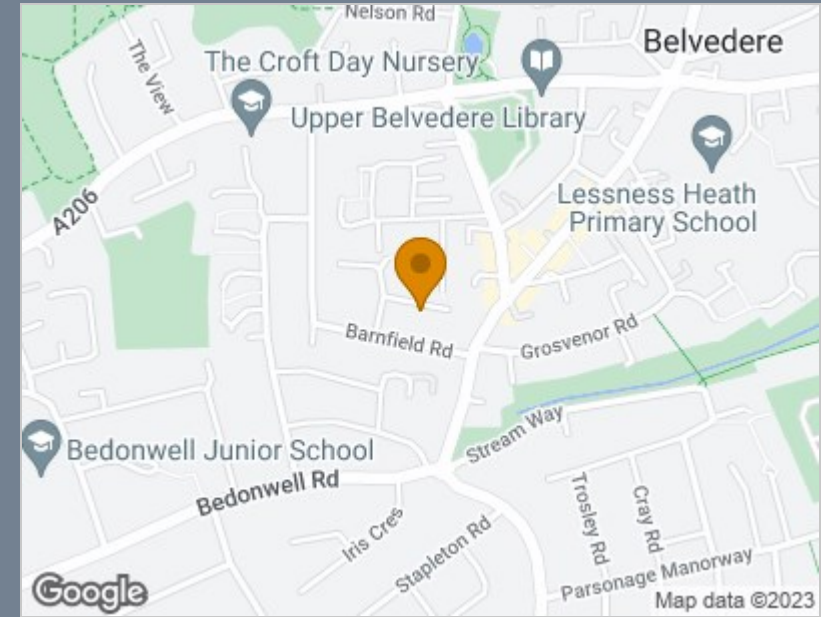 Nelson Rd
Belvedere
The View
The Croft Day Nursery
Upper Belvedere Library
Lessness Heath
Primary School
A206
Barnfield Rd
Grosvenor Rd
Bedonwell Junior School
Stream Way
Bedonwell Rd
Trosley Rd
Cray Rd
Iris Cres
Stapleton Rd
Parsonage Manorway
Google
Map data ©2023